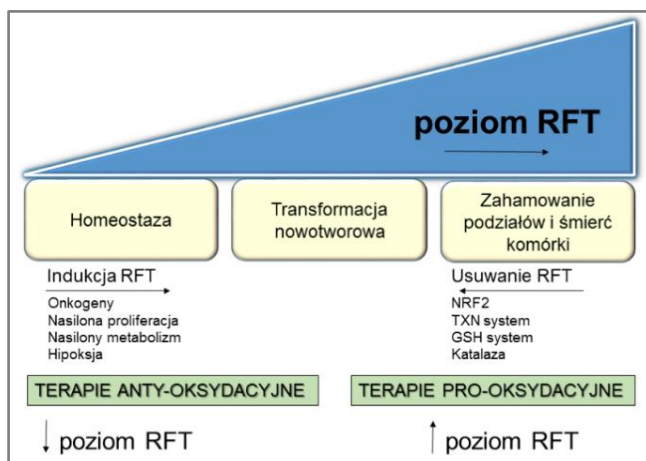 poziom RFT
Homeostaza
Transformacja
nowotworowa
Zahamowanie
podziałów i śmierć
komórki
Indukcja RFT
Onkogeny
Nasilona proliferacja
Nasilony metabolizm
Hipoksja
Usuwanie RFT
NRF2
TXN system
GSH system
Katalaza
TERAPIE ANTY-OKSYDACYJNE
TERAPIE PRO-OKSYDACYJNE
↓ poziom RFT
↑ poziom RFT